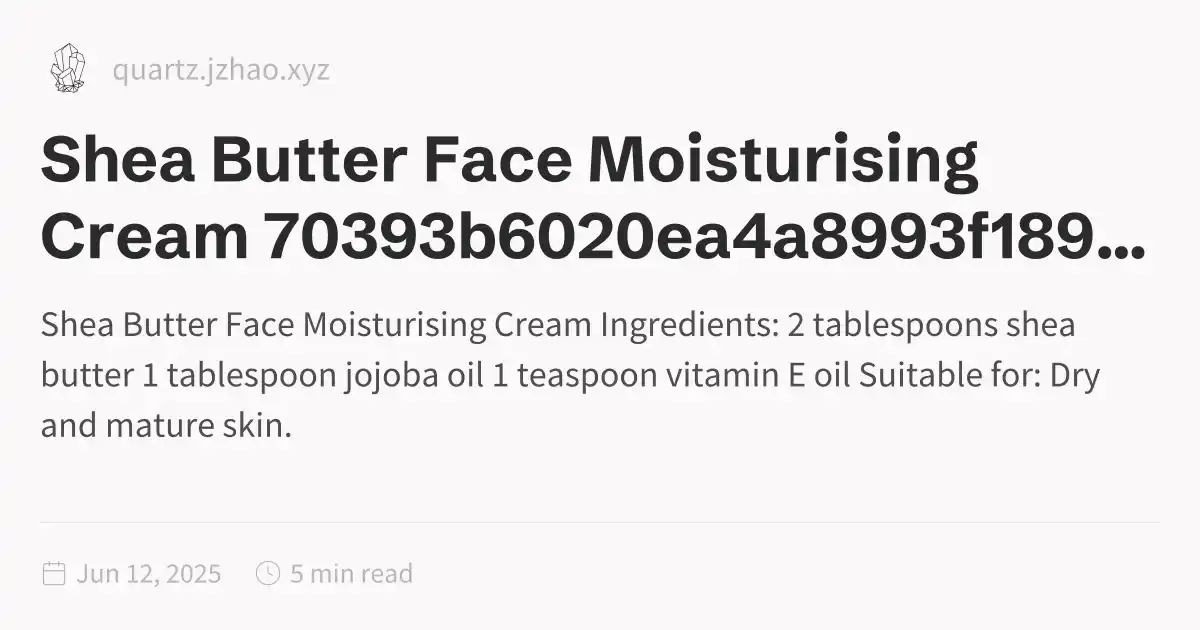 quartz.jzhao.xyz
Shea Butter Face Moisturising
Cream 70393b6020ea4a8993f189...
Shea Butter Face Moisturising Cream Ingredients: 2 tablespoons shea
butter 1 tablespoon jojoba oil 1 teaspoon vitamin E oil Suitable for: Dry
and mature skin.
Jun 12, 2025 5 min read